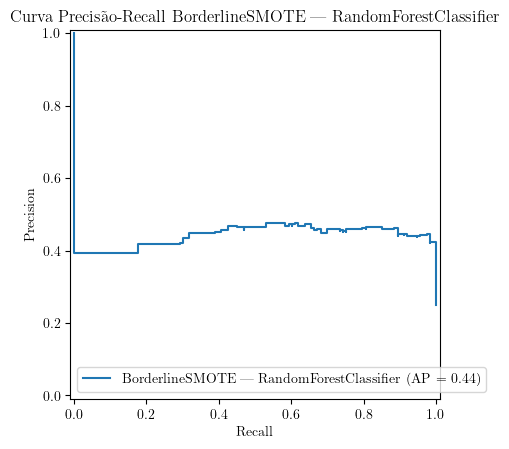 Curva Precisão-Recall BorderlineSMOTE — RandomForestClassifier
1.0
0.8
0.6
0.4
0.2
0.0
Precision
BorderlineSMOTE — RandomForestClassifier (AP = 0.44)
0.0 0.2 0.4 0.6 0.8 1.0
Recall